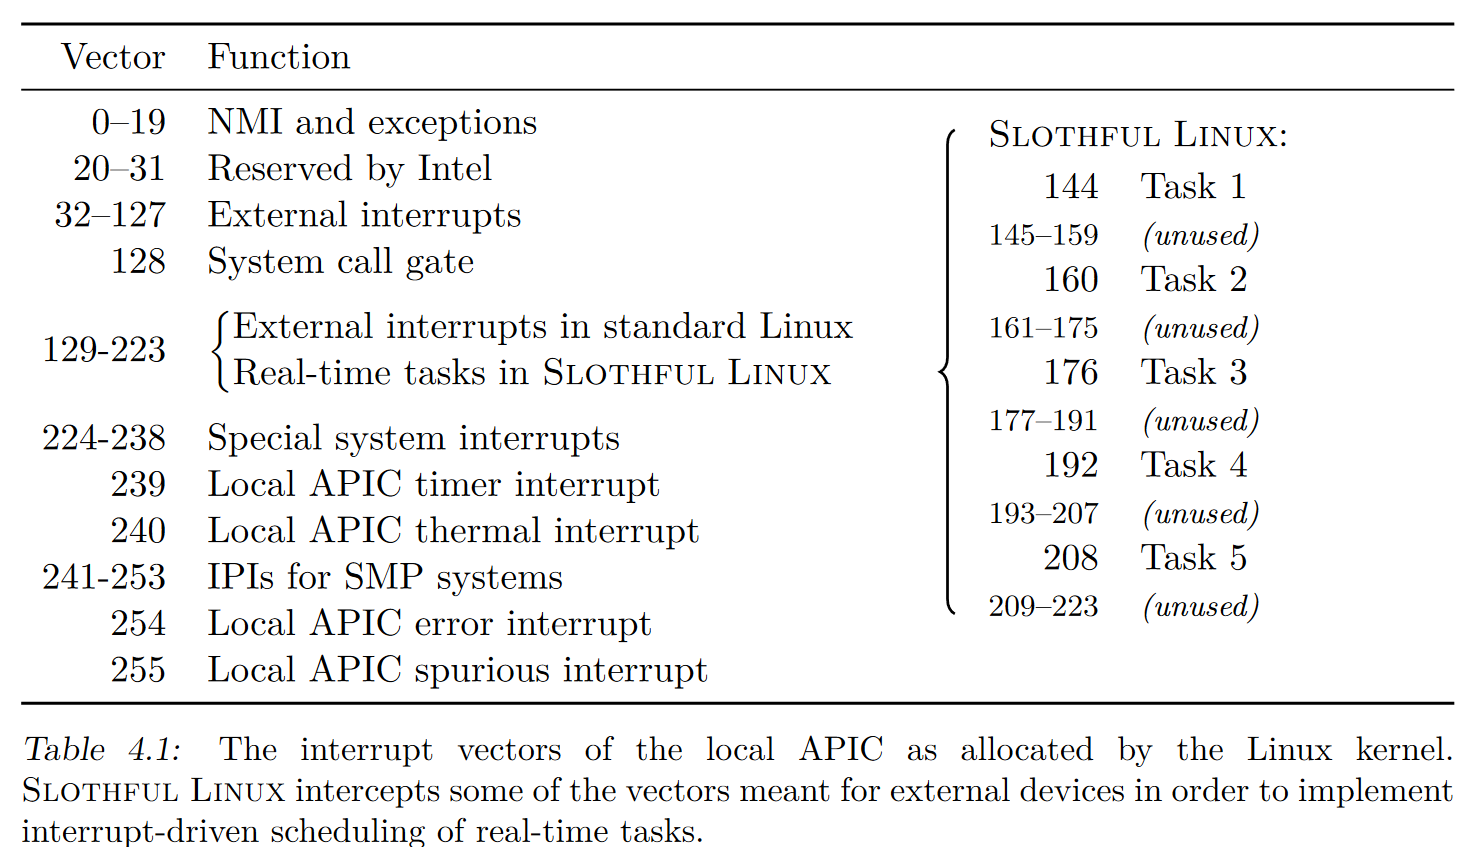 Vector Function
0–19 NMI and exceptions
20–31 Reserved by Intel
32–127 External interrupts
128 System call gate
129-223 External interrupts in standard Linux
Real-time tasks in SLOTHFUL LINUX
224-238 Special system interrupts
239 Local APIC timer interrupt
240 Local APIC thermal interrupt
241-253 IPIs for SMP systems
254 Local APIC error interrupt
255 Local APIC spurious interrupt
SLOTHFUL LINUX:
144 Task 1
145–159 (unused)
160 Task 2
161–175 (unused)
176 Task 3
177–191 (unused)
192 Task 4
193–207 (unused)
208 Task 5
209–223 (unused)
Table 4.1: The interrupt vectors of the local APIC as allocated by the Linux kernel.
SLOTHFUL LINUX intercepts some of the vectors meant for external devices in order to implement
interrupt-driven scheduling of real-time tasks.